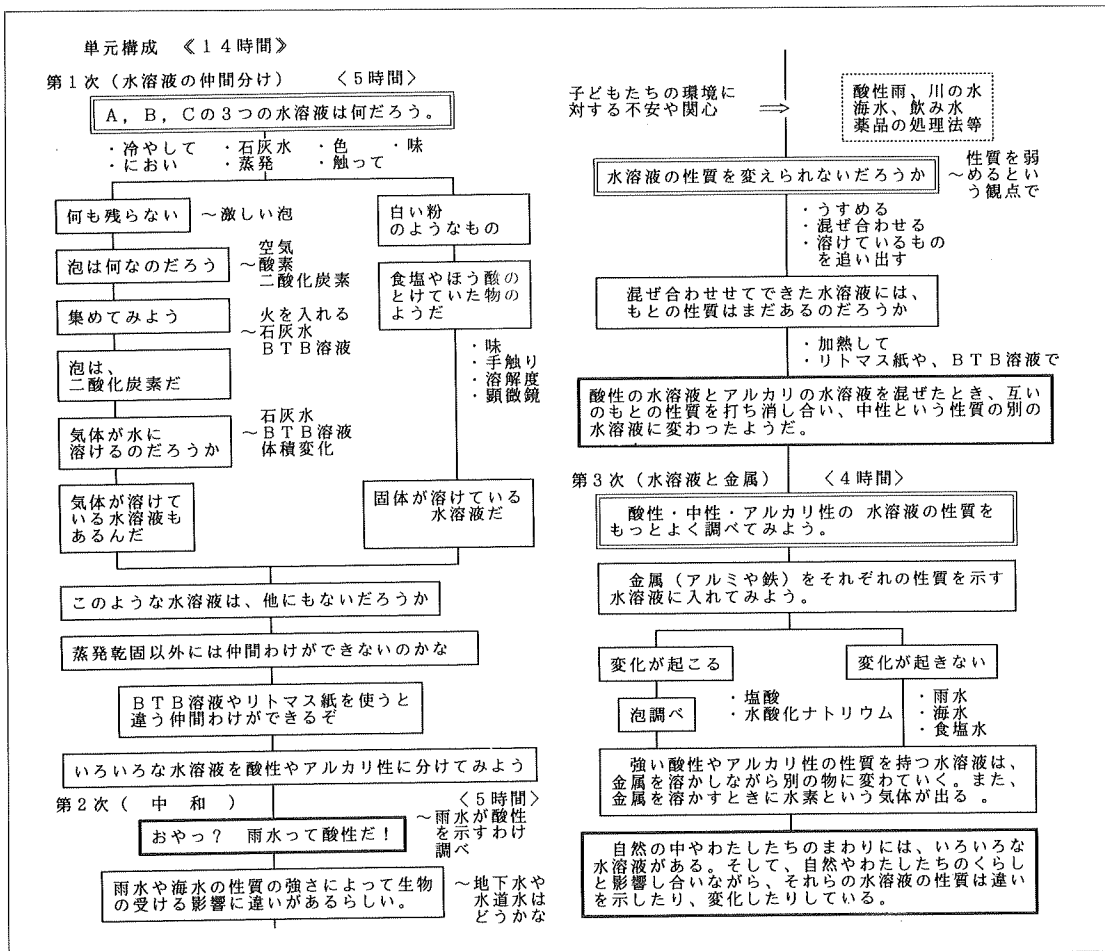 単元構成 《14時間》
第1次(水溶液の仲間分け) <5時間>
A，B，Cの3つの水溶液は何だろう。
・冷やして ・石灰水 ・色 ・味
・におい ・蒸発 ・触って
何も残らない ～激しい泡
泡は何なのだろう
～
空気
酸素
二酸化炭素
集めてみよう
～
火を入れる
石灰水
BTB溶液
泡は、
二酸化炭素だ
気体が水に
溶けるのだろうか
～
石灰水
BTB溶液
体積変化
気体が溶けて
いる水溶液も
あるんだ
白い粉
のようなもの
食塩やほう酸の
とけていた物の
ようだ
・味
・手触り
・溶解度
・顕微鏡
固体が溶けている
水溶液だ
このような水溶液は、他にもないだろうか
蒸発乾固以外には仲間わけができないのかな
BTB溶液やリトマス紙を使うと
違う仲間わけができるぞ
いろいろな水溶液を酸性やアルカリ性に分けてみよう
第2次( 中 和 ) <5時間>
おやっ？ 雨水って酸性だ！
～雨水が酸性
を示すわけ
調べ
雨水や海水の性質の強さによって生物
の受ける影響に違いがあるらしい。
～地下水や
水道水は
どうかな
子どもたちの環境に
対する不安や関心
⇒
酸性雨、川の水
海水、飲み水
薬品の処理法等
水溶液の性質を変えられないだろうか
性質を弱
～めるとい
う観点で
・うすめる
・混ぜ合わせる
・溶けているもの
を追い出す
混ぜ合わせせてできた水溶液には、
もとの性質はまだあるのだろうか
・加熱して
・リトマス紙や、BTB溶液で
酸性の水溶液とアルカリの水溶液を混ぜたとき、互い
のもとの性質を打ち消し合い、中性という性質の別の
水溶液に変わったようだ。
第3次(水溶液と金属) <4時間>
酸性・中性・アルカリ性の 水溶液の性質を
もっとよく調べてみよう。
金属(アルミや鉄)をそれぞれの性質を示す
水溶液に入れてみよう。
変化が起こる
変化が起きない
泡調べ
・塩酸
・水酸化ナトリウム
・雨水
・海水
・食塩水
強い酸性やアルカリ性の性質を持つ水溶液は、
金属を溶かしながら別の物に変わていく。また、
金属を溶かすときに水素という気体が出る 。
自然の中やわたしたちのまわりには、いろいろな
水溶液がある。そして、自然やわたしたちのくらし
と影響し合いながら、それらの水溶液の性質は違い
を示したり、変化したりしている。